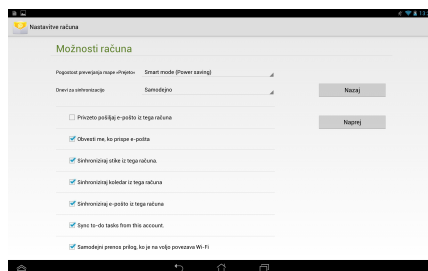 Nastavitve računa
Možnosti računa
Pogostost preverjanja mape »Prejeto« Smart mode (Power saving)
Dnevi za sinhronizacijo Samodejno
Nazaj
Privzeto pošiljaj e-pošto iz tega računa
Naprej
Obvesti me, ko prispe e-pošta
Sinhroniziraj stike iz tega računa.
Sinhroniziraj koledar iz tega računa
Sinhroniziraj e-pošto iz tega računa
Sync to-do tasks from this account.
Samodejni prenos prilog, ko je na voljo povezava Wi-Fi